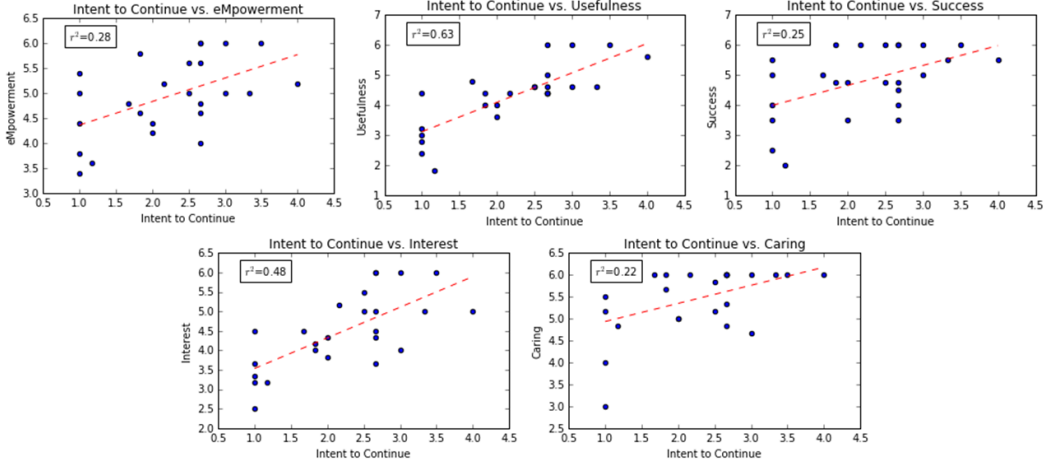 Intent to Continue vs. eMpowerment
r²=0.28
6.5
6.0
5.5
5.0
4.5
4.0
3.5
3.0
eMpowerment
0.5 1.0 1.5 2.0 2.5 3.0 3.5 4.0 4.5
Intent to Continue
Intent to Continue vs. Usefulness
r²=0.63
7
6
5
4
3
2
1
Usefulness
0.5 1.0 1.5 2.0 2.5 3.0 3.5 4.0 4.5
Intent to Continue
Intent to Continue vs. Success
r²=0.25
7
6
5
4
3
2
1
Success
0.5 1.0 1.5 2.0 2.5 3.0 3.5 4.0 4.5
Intent to Continue
Intent to Continue vs. Interest
r²=0.48
6.5
6.0
5.5
5.0
4.5
4.0
3.5
3.0
2.5
2.0
Interest
0.5 1.0 1.5 2.0 2.5 3.0 3.5 4.0 4.5
Intent to Continue
Intent to Continue vs. Caring
r²=0.22
6.5
6.0
5.5
5.0
4.5
4.0
3.5
3.0
2.5
Caring
0.5 1.0 1.5 2.0 2.5 3.0 3.5 4.0 4.5
Intent to Continue